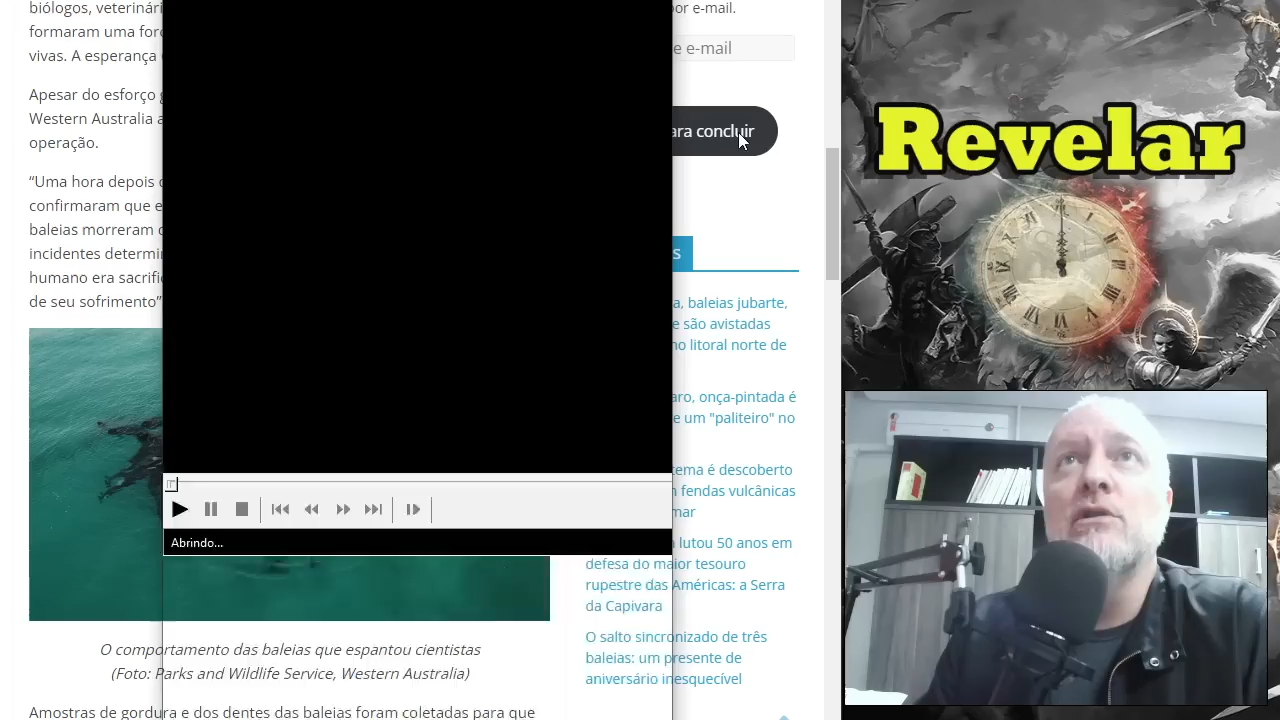 biólogos, veterinári
formaram uma forç
vivas. A esperança
Apesar do esforço
Western Australia a
operação.
“Uma hora depois
confirmaram que e
baleias morreram
incidentes determin
humano era sacrific
de seu sofrimento”
O comportamento das baleias que espantou cientistas
(Foto: Parks and Wildlife Service, Western Australia)
Amostras de gordura e dos dentes das baleias foram coletadas para que
Abrindo...
por e-mail.
e e-mail
ara concluir
s
a, baleias jubarte,
e são avistadas
no litoral norte de
aro, onça-pintada é
e um "paliteiro" no
tema é descoberto
fendas vulcânicas
mar
lutou 50 anos em
defesa do maior tesouro
rupestre das Américas: a Serra
da Capivara
O salto sincronizado de três
baleias: um presente de
aniversário inesquecível
Revelar